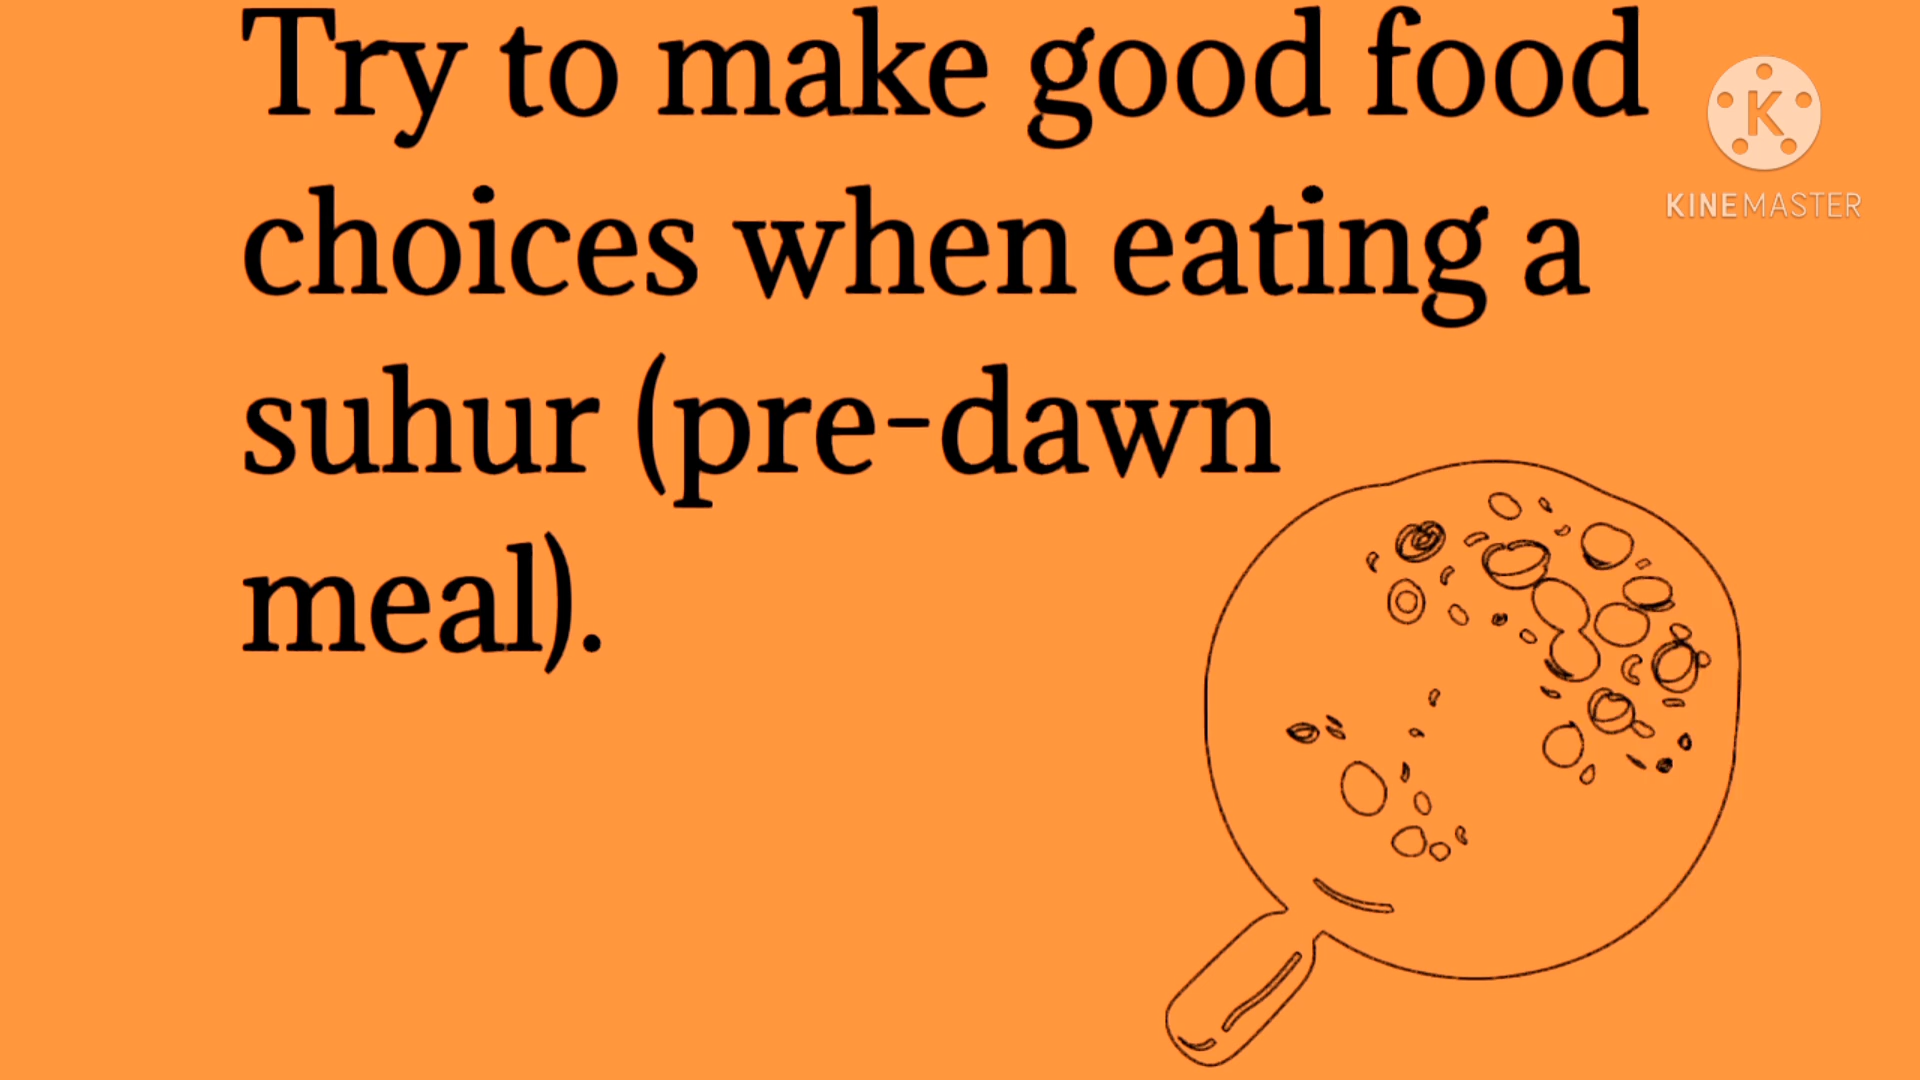 Try to make good food
choices when eating a
suhur (pre-dawn
meal).
K
KINEMASTER